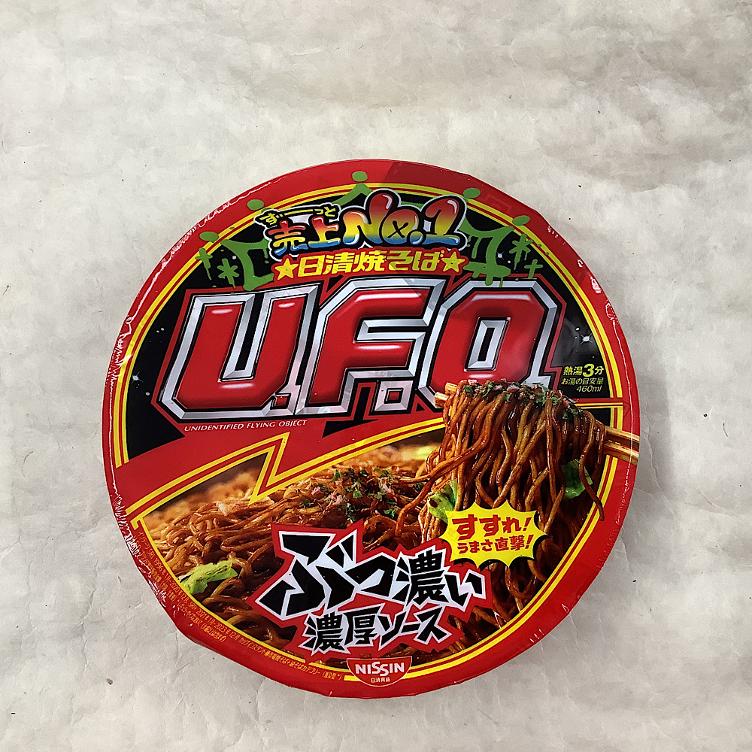 ずーっと
売上No.1
★日清焼そば★
U.F.O.
UNIDENTIFIED FLYING OBJECT
熱湯3分
お湯の目安量
460ml
すすれ!
うまさ直撃!
ぶっ濃い
濃厚ソース
NISSIN
日清食品